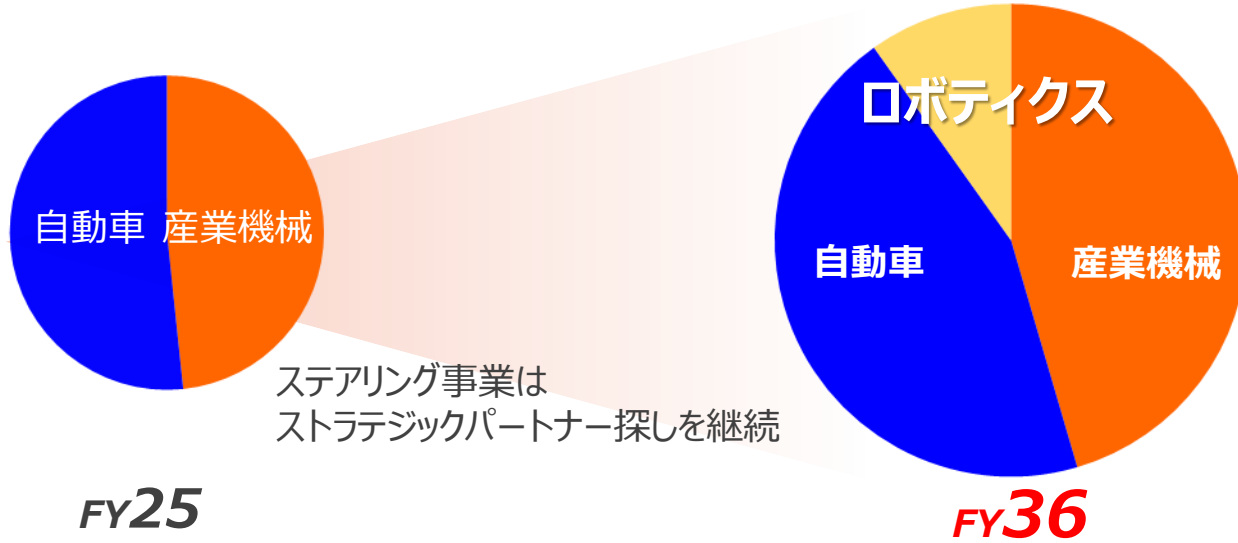 自動車
産業機械
ステアリング事業は
ストラテジックパートナー探しを継続
FY25
ロボティクス
自動車
産業機械
FY36